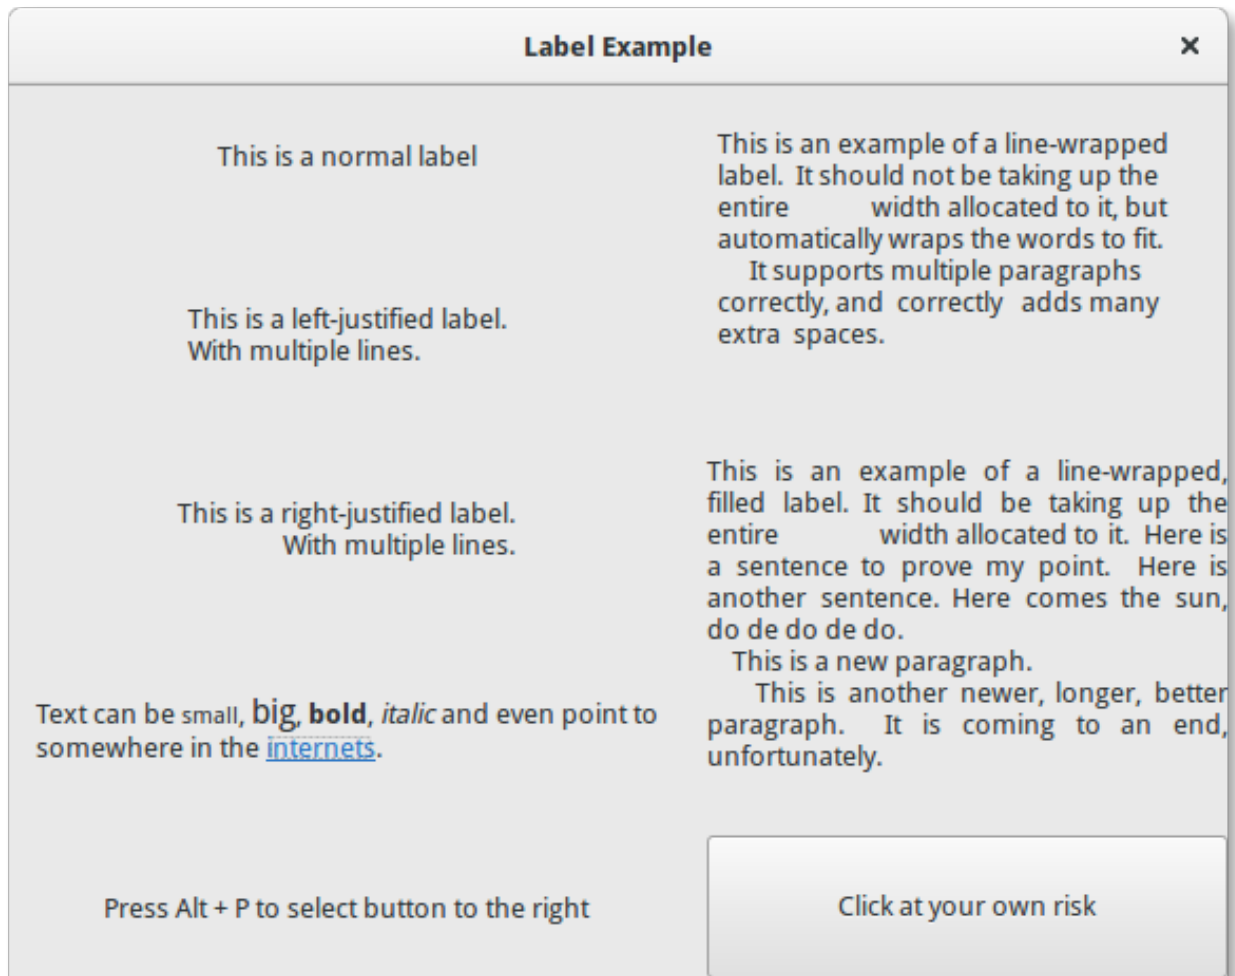 Label Example
This is a normal label
This is a left-justified label.
With multiple lines.
This is a right-justified label.
With multiple lines.
Text can be small, big, bold, italic and even point to
somewhere in the internets.
Press Alt + P to select button to the right
This is an example of a line-wrapped
label.  It should not be taking up the
entire          width allocated to it, but
automatically wraps the words to fit.
    It supports multiple paragraphs
correctly, and  correctly   adds many
extra  spaces.
This is an example of a line-wrapped,
filled label. It should be taking up the
entire          width allocated to it.  Here is
a sentence to prove my point.  Here is
another sentence. Here comes the sun,
do de do de do.
   This is a new paragraph.
    This is another newer, longer, better
paragraph.  It is coming to an end,
unfortunately.
Click at your own risk